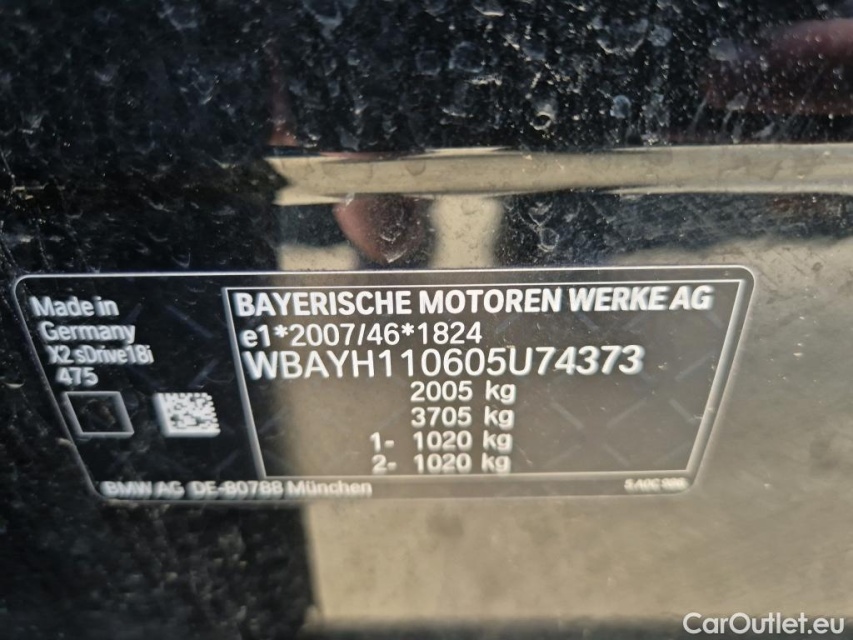 Made in
Germany
X2 sDrive18i
475
BAYERISCHE MOTOREN WERKE AG
e1*2007/46*1824
WBAYH110605U74373
2005 kg
3705 kg
1- 1020 kg
2- 1020 kg
BMW AG DE-80788 München
CarOutlet.eu